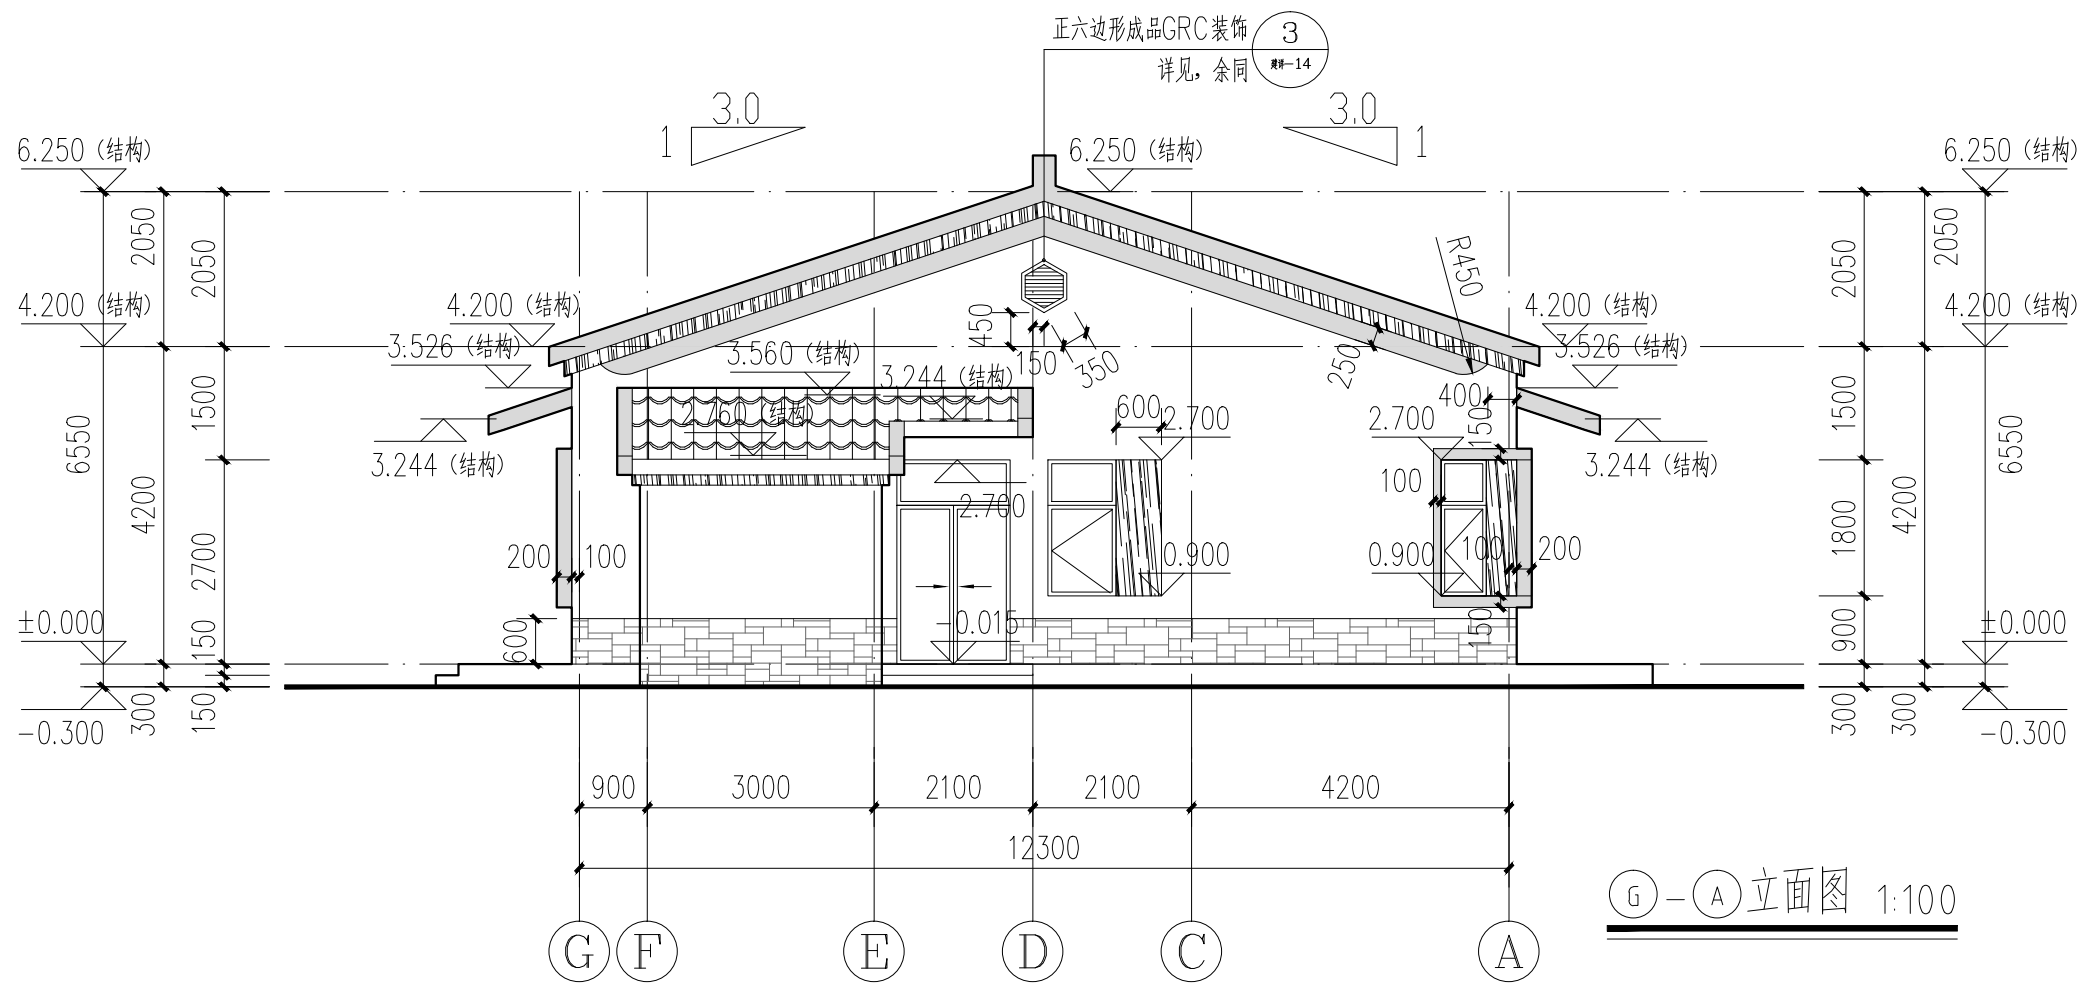 正六边形成品GRC装饰
详见，余同
3
建详-14
3.0
1
3.0
1
6.250 (结构)
6.250 (结构)
6.250 (结构)
2050
2050
2050
2050
R450
4.200 (结构)
4.200 (结构)
4.200 (结构)
4.200 (结构)
3.526 (结构)
3.560 (结构)
3.526 (结构)
450
150
350
250
3.244 (结构)
400
2.760 (结构)
600
2.700
2.700
150
3.244 (结构)
3.244 (结构)
6550
4200
1500
2700
1500
1800
4200
6550
100
2.700
200
100
0.900
0.900
100
200
±0.000
600
150
-0.015
150
900
±0.000
-0.300
300
150
300
300
-0.300
900
3000
2100
2100
4200
12300
G
F
E
D
C
A
G - A 立面图 1:100